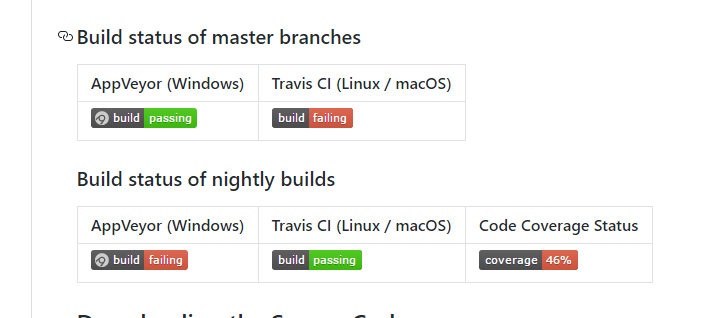 Build status of master branches
AppVeyor (Windows) Travis CI (Linux / macOS)
build passing build failing
Build status of nightly builds
AppVeyor (Windows) Travis CI (Linux / macOS) Code Coverage Status
build failing build passing coverage 46%